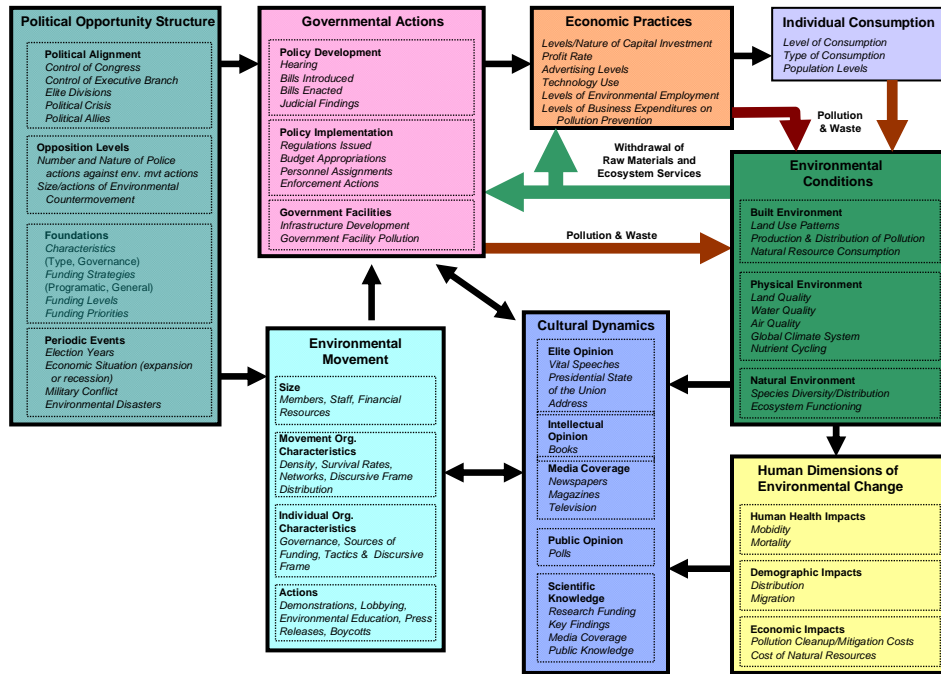 Political Opportunity Structure
Political Alignment
Control of Congress
Control of Executive Branch
Elite Divisions
Political Crisis
Political Allies
Opposition Levels
Number and Nature of Police
actions against env. mvt actions
Size/actions of Environmental
Countermovement
Foundations
Characteristics
(Type, Governance)
Funding Strategies
(Programatic, General)
Funding Levels
Funding Priorities
Periodic Events
Election Years
Economic Situation (expansion
or recession)
Military Conflict
Environmental Disasters
Governmental Actions
Policy Development
Hearing
Bills Introduced
Bills Enacted
Judicial Findings
Policy Implementation
Regulations Issued
Budget Appropriations
Personnel Assignments
Enforcement Actions
Government Facilities
Infrastructure Development
Government Facility Pollution
Economic Practices
Levels/Nature of Capital Investment
Profit Rate
Advertising Levels
Technology Use
Levels of Environmental Employment
Levels of Business Expenditures on
Pollution Prevention
Individual Consumption
Level of Consumption
Type of Consumption
Population Levels
Pollution
& Waste
Withdrawal of
Raw Materials and
Ecosystem Services
Pollution & Waste
Environmental
Conditions
Built Environment
Land Use Patterns
Production & Distribution of Pollution
Natural Resource Consumption
Physical Environment
Land Quality
Water Quality
Air Quality
Global Climate System
Nutrient Cycling
Natural Environment
Species Diversity/Distribution
Ecosystem Functioning
Environmental
Movement
Size
Members, Staff, Financial
Resources
Movement Org.
Characteristics
Density, Survival Rates,
Networks, Discursive Frame
Distribution
Individual Org.
Characteristics
Governance, Sources of
Funding, Tactics & Discursive
Frame
Actions
Demonstrations, Lobbying,
Environmental Education, Press
Releases, Boycotts
Cultural Dynamics
Elite Opinion
Vital Speeches
Presidential State
of the Union
Address
Intellectual
Opinion
Books
Media Coverage
Newspapers
Magazines
Television
Public Opinion
Polls
Scientific
Knowledge
Research Funding
Key Findings
Media Coverage
Public Knowledge
Human Dimensions of
Environmental Change
Human Health Impacts
Mobidity
Mortality
Demographic Impacts
Distribution
Migration
Economic Impacts
Pollution Cleanup/Mitigation Costs
Cost of Natural Resources